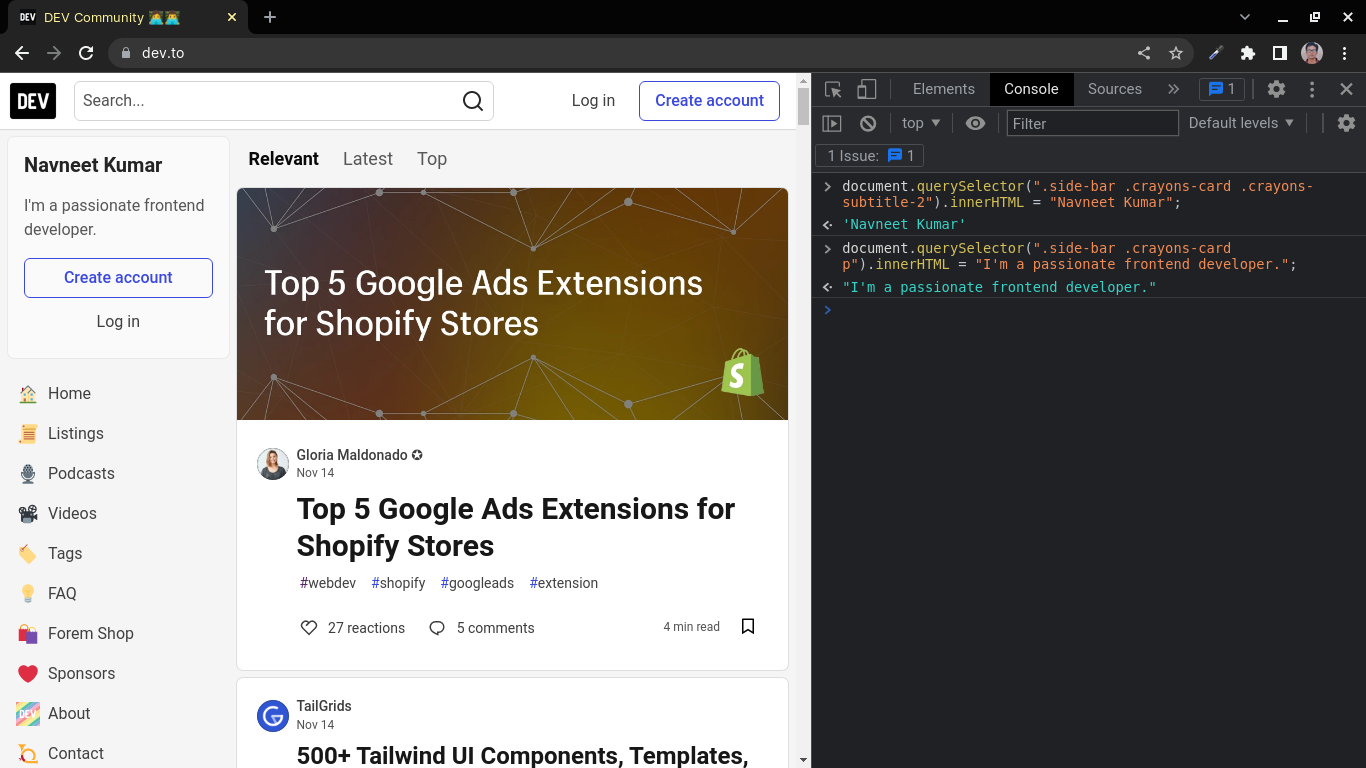 DEV DEV Community
dev.to
DEV Search... Log in Create account
Navneet Kumar
I'm a passionate frontend
developer.
Create account
Log in
Home
Listings
Podcasts
Videos
Tags
FAQ
Forem Shop
Sponsors
DEV About
Contact
Relevant Latest Top
Top 5 Google Ads Extensions
for Shopify Stores
S
Gloria Maldonado
Nov 14
Top 5 Google Ads Extensions for
Shopify Stores
#webdev #shopify #googleads #extension
27 reactions 5 comments 4 min read
TailGrids
Nov 14
500+ Tailwind UI Components, Templates,
Elements Console Sources 1
top Filter Default levels
1 Issue: 1
document.querySelector(".side-bar .crayons-card .crayons-
subtitle-2").innerHTML = "Navneet Kumar";
'Navneet Kumar'
document.querySelector(".side-bar .crayons-card
p").innerHTML = "I'm a passionate frontend developer.";
"I'm a passionate frontend developer."